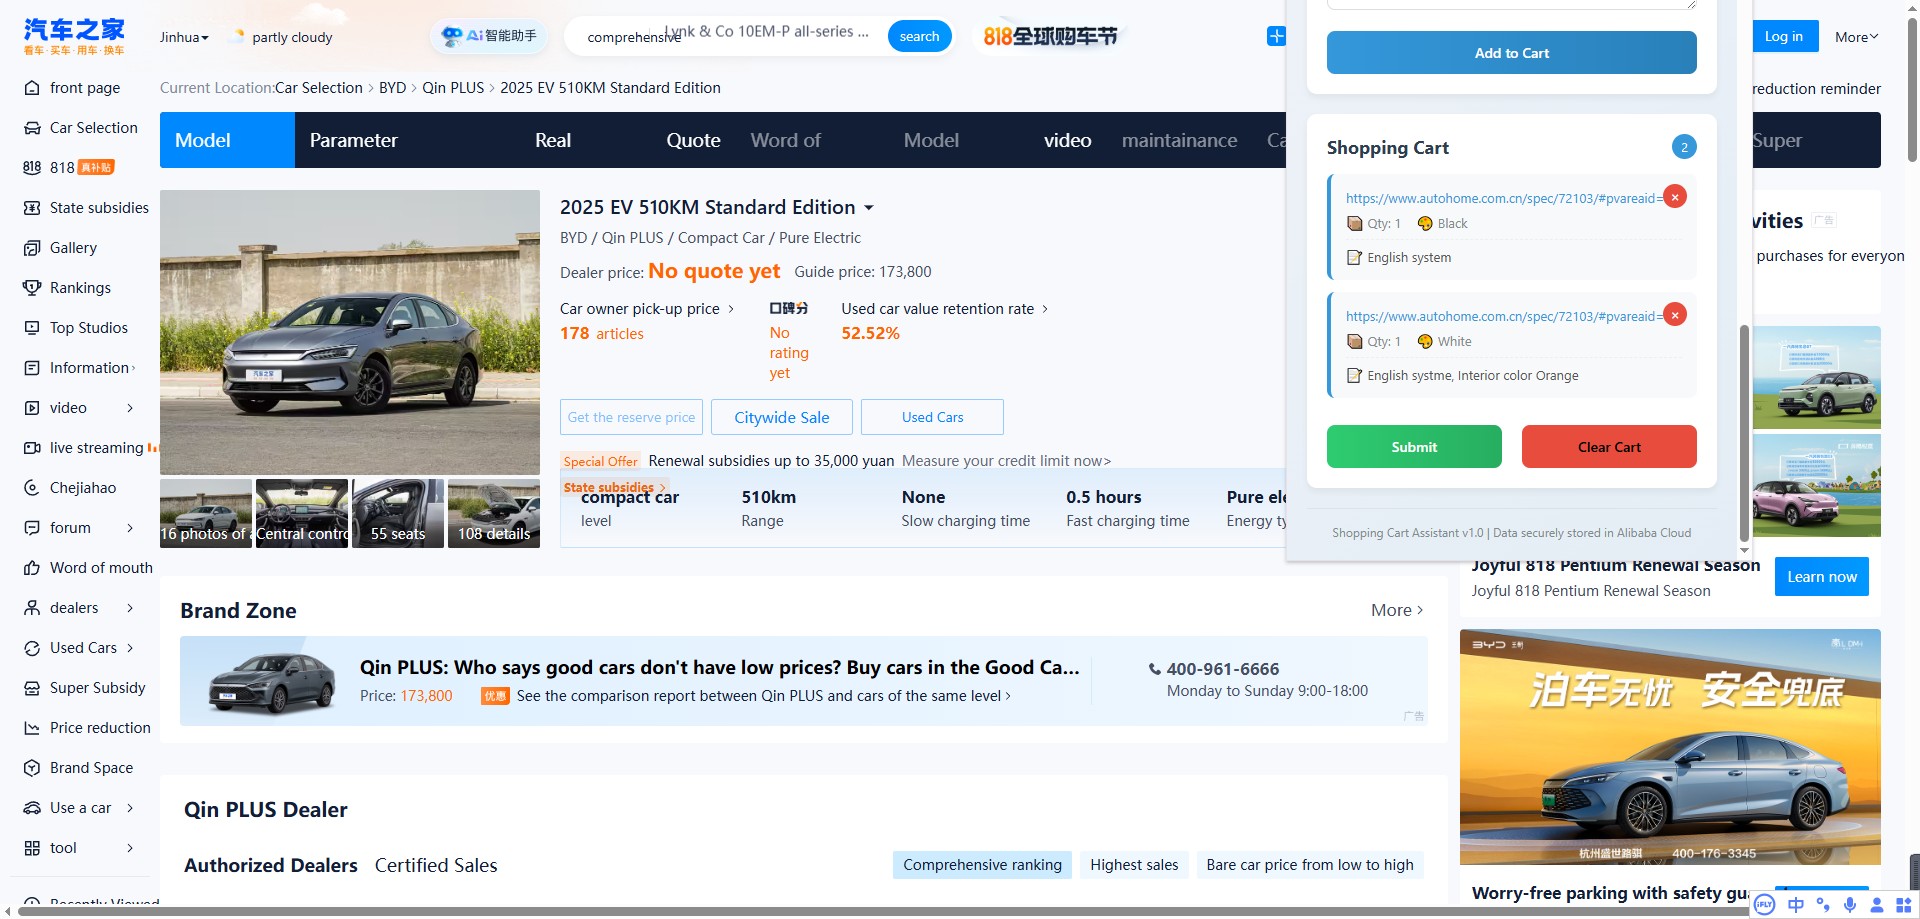 汽车之家
看车·买车·用车·换车
Jinhua
partly cloudy
Ai智能助手
comprehensive
Lynk & Co 10EM-P all-series ...
search
818全球购车节
Log in
More
front page
Car Selection
818 真补贴
State subsidies
Gallery
Rankings
Top Studios
Information
video
live streaming
Chejiahao
forum
Word of mouth
dealers
Used Cars
Super Subsidy
Price reduction
Brand Space
Use a car
tool
Recently Viewed
Current Location:Car Selection > BYD > Qin PLUS > 2025 EV 510KM Standard Edition
reduction reminder
Model
Parameter
Real
Quote
Word of
Model
video
maintainance
Ca
Super
2025 EV 510KM Standard Edition
BYD / Qin PLUS / Compact Car / Pure Electric
Dealer price: No quote yet Guide price: 173,800
Car owner pick-up price >
178 articles
口碑分
No
rating
yet
Used car value retention rate >
52.52%
Get the reserve price
Citywide Sale
Used Cars
Special Offer Renewal subsidies up to 35,000 yuan Measure your credit limit now>
State subsidies >
compact car
level
510km
Range
None
Slow charging time
0.5 hours
Fast charging time
Pure ele
Energy ty
汽车之家
16 photos of a
Central contro
55 seats
108 details
Add to Cart
Shopping Cart
2
https://www.autohome.com.cn/spec/72103/#pvareaid=
×
Qty: 1
Black
English system
https://www.autohome.com.cn/spec/72103/#pvareaid=
×
Qty: 1
White
English systme, Interior color Orange
Submit
Clear Cart
Shopping Cart Assistant v1.0 | Data securely stored in Alibaba Cloud
vities 广告
purchases for everyon
Joyful 818 Pentium Renewal Season
Joyful 818 Pentium Renewal Season
Learn now
Brand Zone
More >
Qin PLUS: Who says good cars don't have low prices? Buy cars in the Good Ca...
Price: 173,800
优惠 See the comparison report between Qin PLUS and cars of the same level >
400-961-6666
Monday to Sunday 9:00-18:00
广告
BYD
泊车无忧 安全兜底
杭州盛世路骐 400-176-3345
Worry-free parking with safety gua
Qin PLUS Dealer
Authorized Dealers
Certified Sales
Comprehensive ranking
Highest sales
Bare car price from low to high
iFLY
中